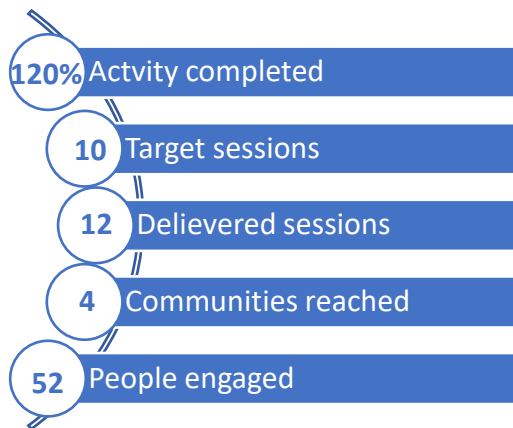 120% Actvity completed
10 Target sessions
12 Delievered sessions
4 Communities reached
52 People engaged